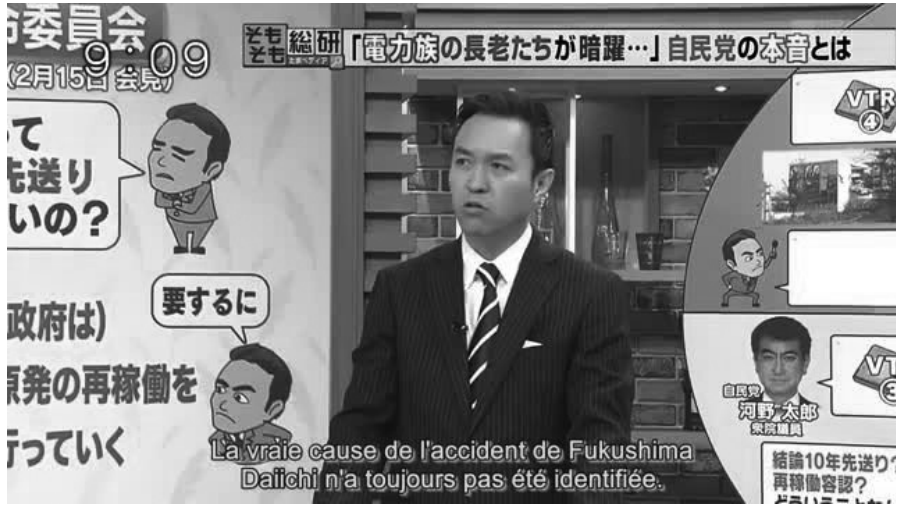 そもそも総研
「電力族の長老たちが暗躍…」自民党の本音とは
委員会
9:09
(2月15日 会見)
って
先送り
いの?
要するに
政府は)
原発の再稼働を
行っていく
VTR
④
自民党
河野 太郎
衆院議員
結論10年先送り?
再稼働容認?
La vraie cause de l'accident de Fukushima
Daiichi n'a toujours pas été identifiée.